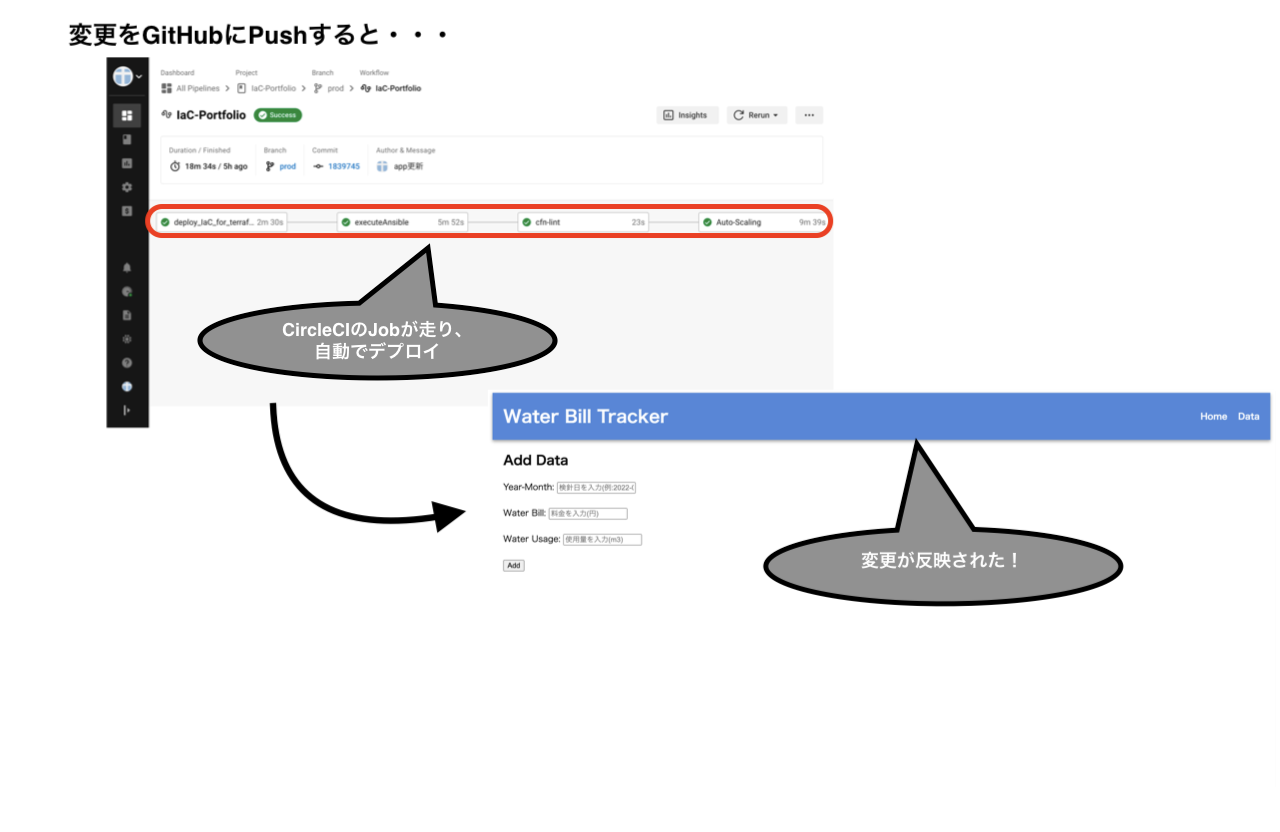 変更をGitHubにPushすると・・・
Dashboard Project Branch Workflow
All Pipelines IaC-Portfolio prod IaC-Portfolio
IaC-Portfolio Success Insights Rerun
Duration / Finished Branch Commit Author & Message
18m 34s / 5h ago prod 1839745 app更新
deploy_IaC_for_terraf... 2m 30s executeAnsible 5m 52s cfn-lint 23s Auto-Scaling 9m 39s
CircleCIのJobが走り、
自動でデプロイ
Water Bill Tracker Home Data
Add Data
Year-Month: 検針日を入力(例:2022-
Water Bill: 料金を入力(円)
Water Usage: 使用量を入力(m3)
Add
変更が反映された！